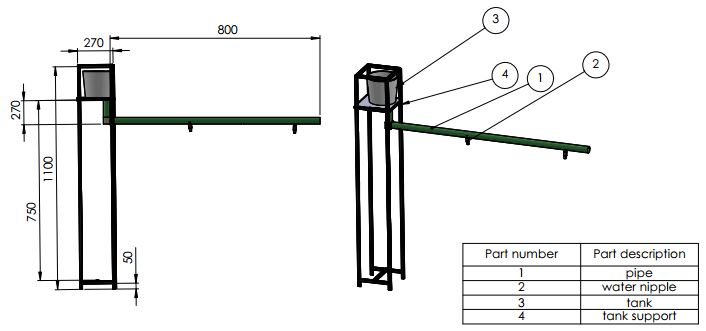 800
270
270
1100
750
50
3
4
1
2
Part number Part description
1 pipe
2 water nipple
3 tank
4 tank support